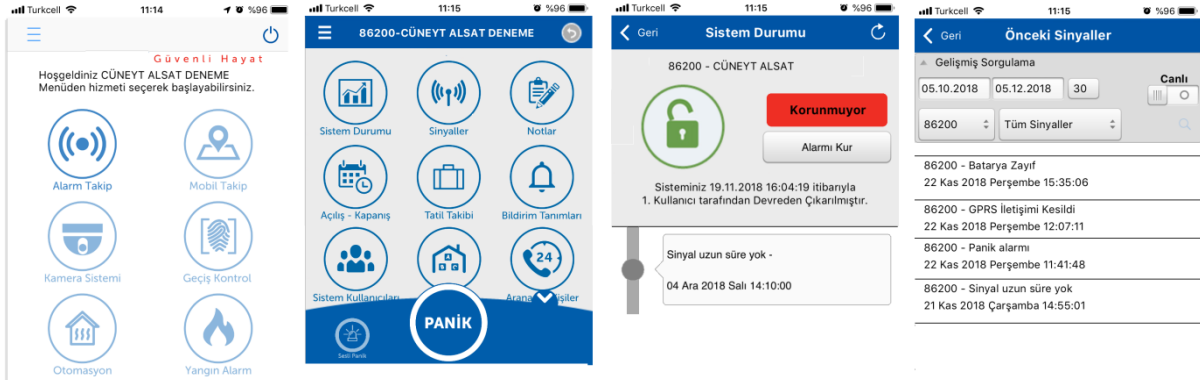 Turkcell 11:14 %96
Güvenli Hayat
Hoşgeldiniz CÜNEYT ALSAT DENEME
Menüden hizmeti seçerek başlayabilirsiniz.
Alarm Takip Mobil Takip
Kamera Sistemi Geçiş Kontrol
Otomasyon Yangın Alarm
Turkcell 11:15 %96
86200-CÜNEYT ALSAT DENEME
Sistem Durumu Sinyaller Notlar
Açılış - Kapanış Tatil Takibi Bildirim Tanımları
24
Sistem Kullanıcıları
PANİK
Sesli Panik
Turkcell 11:15 %96
Geri Sistem Durumu
86200 - CÜNEYT ALSAT
Korunmuyor
Alarmı Kur
Sisteminiz 19.11.2018 16:04:19 itibarıyla
1. Kullanıcı tarafından Devreden Çıkarılmıştır.
Sinyal uzun süre yok -
04 Ara 2018 Salı 14:10:00
Turkcell 11:15 %96
Geri Önceki Sinyaller
Gelişmiş Sorgulama
Canlı
05.10.2018 05.12.2018 30
86200 Tüm Sinyaller
86200 - Batarya Zayıf
22 Kas 2018 Perşembe 15:35:06
86200 - GPRS İletişimi Kesildi
22 Kas 2018 Perşembe 12:07:11
86200 - Panik alarmı
22 Kas 2018 Perşembe 11:41:48
86200 - Sinyal uzun süre yok
21 Kas 2018 Çarşamba 14:55:01